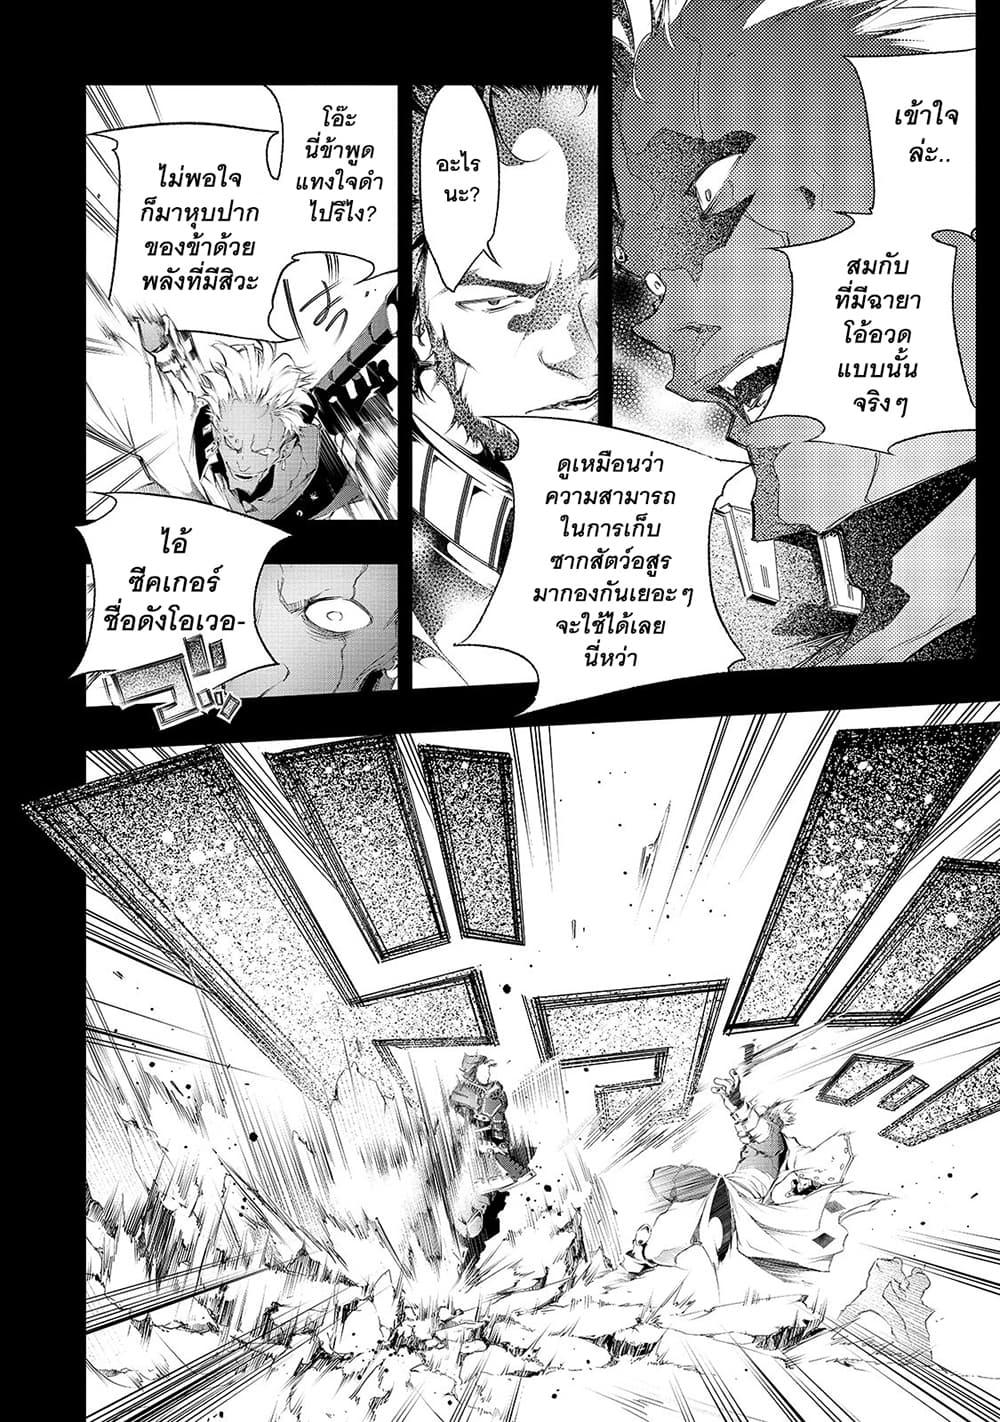 เข้าใจ
ล่ะ..
สมกับ
ที่มีฉายา
โอ้อวด
แบบนั้น
จริงๆ
อะไร
นะ?
ดูเหมือนว่า
ความสามารถ
ในการเก็บ
ซากสัตว์อสูร
มากองกันเยอะๆ
จะใช้ได้เลย
นี่หว่า
โอ๊ะ
นี่ข้าพูด
แทงใจดำ
ไปรึไง?
ไม่พอใจ
ก็มาหุบปาก
ของข้าด้วย
พลังที่มีสิวะ
ไอ้
ซีคเกอร์
ชื่อดังโอเวอ-